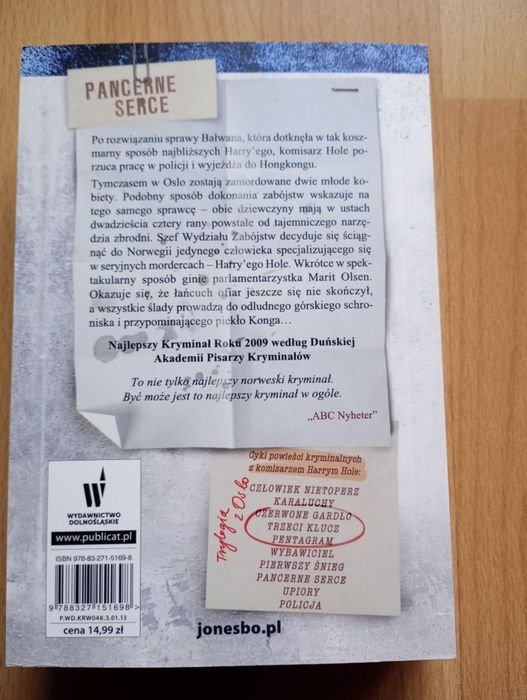 PANCERNE
SERCE
Po rozwiązaniu sprawy Bałwana, która dotknęła w tak kosz-
marny sposób najbliższych Harry'ego, komisarz Hole po-
rzuca pracę w policji i wyjeżdża do Hongkongu.
Tymczasem w Oslo zostają zamordowane dwie młode ko-
biety. Podobny sposób dokonania zabójstw wskazuje na
tego samego sprawcę – obie dziewczyny mają w ustach
dwadzieścia cztery rany powstałe od tajemniczego narzę-
dzia zbrodni. Szef Wydziału Zabójstw decyduje się ściąg-
nąć do Norwegii jedynego człowieka specjalizującego się
w seryjnych mordercach – Harry'ego Hole. Wkrótce w spek-
takularny sposób ginie parlamentarzystka Marit Olsen.
Okazuje się, że łańcuch ofiar jeszcze się nie skończył,
a wszystkie ślady prowadzą do odludnego górskiego schro-
niska i przypominającego piekło Konga…
Najlepszy Kryminał Roku 2009 według Duńskiej
Akademii Pisarzy Kryminałów
To nie tylko najlepszy norweski kryminał.
Być może jest to najlepszy kryminał w ogóle.
„ABC Nyheter”
Cykl powieści kryminalnych
z komisarzem Harrym Hole:
CZŁOWIEK NIETOPERZ
KARALUCHY
CZERWONE GARDŁO
TRZECI KLUCZ
PENTAGRAM
WYBAWICIEL
PIERWSZY ŚNIEG
PANCERNE SERCE
UPIORY
POLICJA
Trylogia
z Oslo
WYDAWNICTWO
DOLNOŚLĄSKIE
www.publicat.pl
ISBN 978-83-271-5169-8
9 788327 151698 >
P.WD.KRW048.3.01.13
cena 14,99 zł
jonesbo.pl